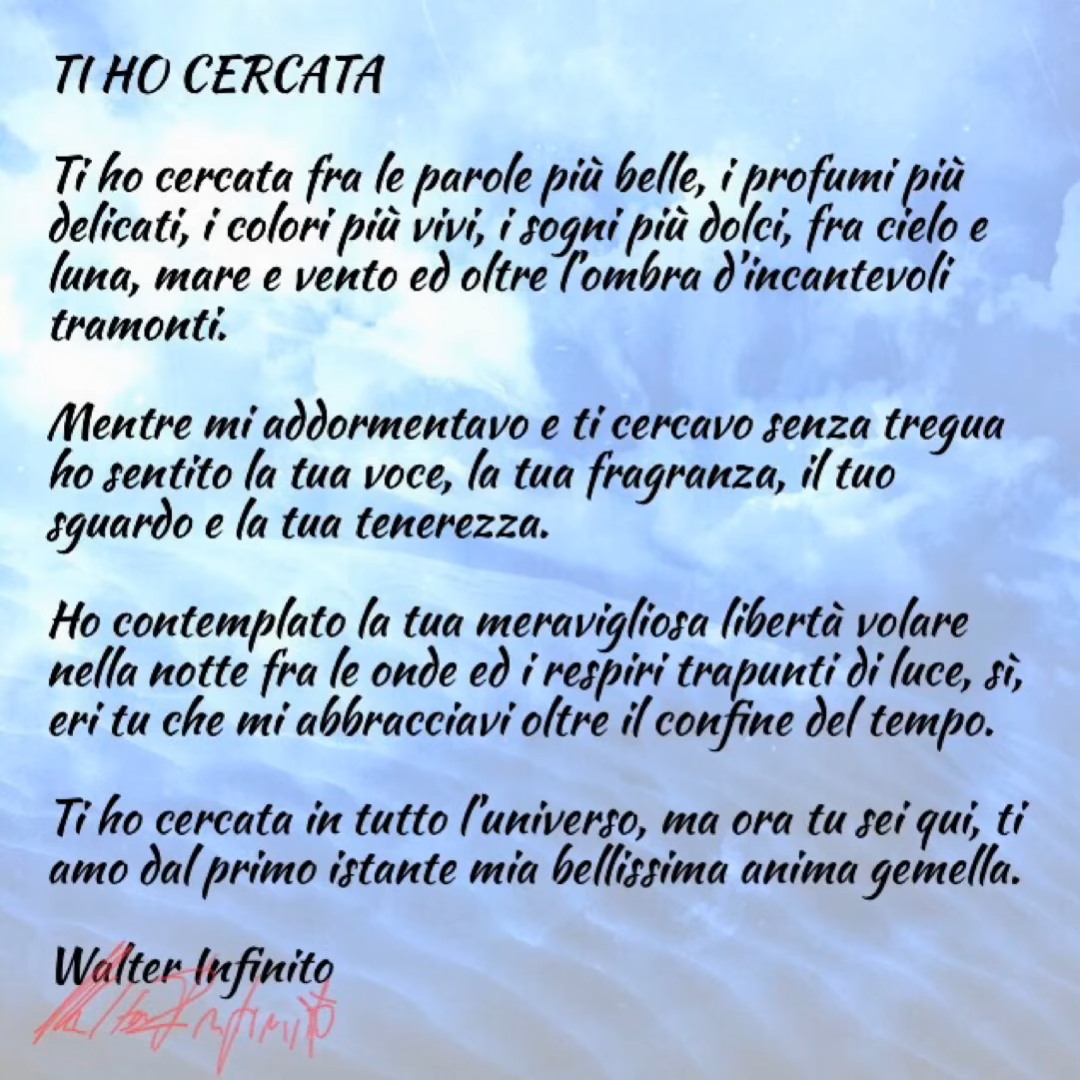 TI HO CERCATA
Ti ho cercata fra le parole più belle, i profumi più
delicati, i colori più vivi, i sogni più dolci, fra cielo e
luna, mare e vento ed oltre l'ombra d'incantevoli
tramonti.
Mentre mi addormentavo e ti cercavo senza tregua
ho sentito la tua voce, la tua fragranza, il tuo
sguardo e la tua tenerezza.
Ho contemplato la tua meravigliosa libertà volare
nella notte fra le onde ed i respiri trapunti di luce, sì,
eri tu che mi abbracciavi oltre il confine del tempo.
Ti ho cercata in tutto l'universo, ma ora tu sei qui, ti
amo dal primo istante mia bellissima anima gemella.
Walter Infinito
Walter Infinito